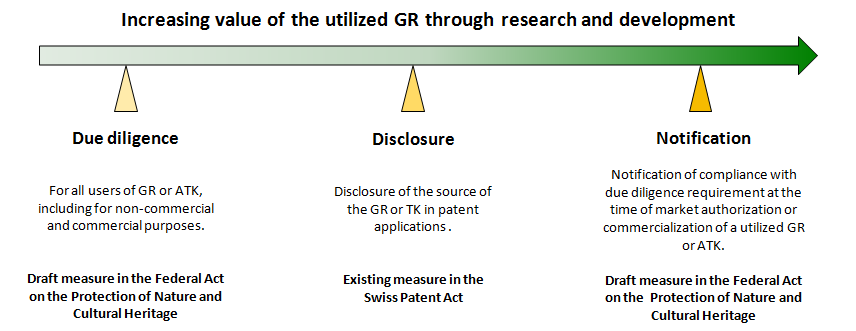 Increasing value of the utilized GR through research and development
Due diligence
For all users of GR or ATK,
including for non-commercial
and commercial purposes.
Draft measure in the Federal Act
on the Protection of Nature and
Cultural Heritage
Disclosure
Disclosure of the source of
the GR or TK in patent
applications .
Existing measure in the
Swiss Patent Act
Notification
Notification of compliance with
due diligence requirement at the
time of market authorization or
commercialization of a utilized GR
or ATK.
Draft measure in the Federal Act
on the  Protection of Nature and
Cultural Heritage